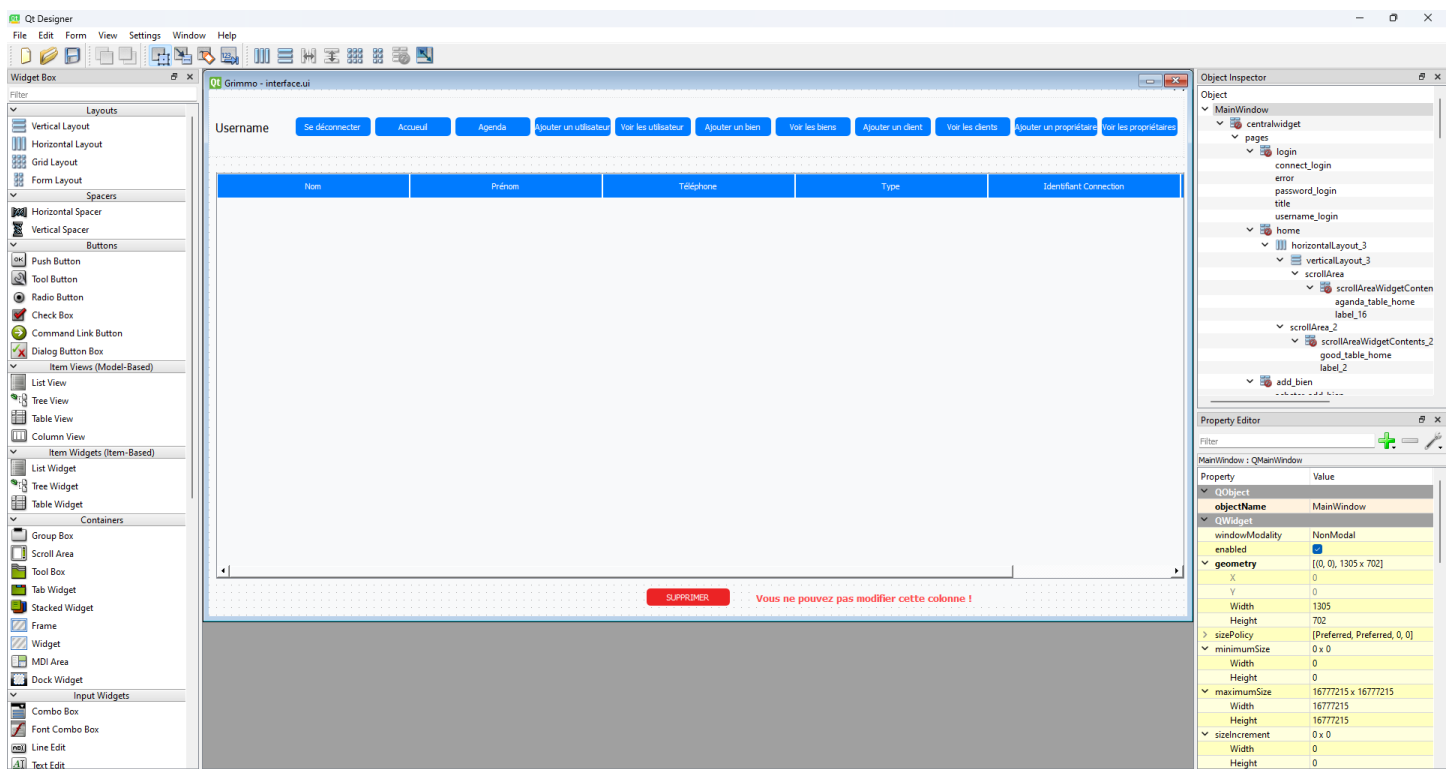 Qt Designer
File Edit Form View Settings Window Help
Widget Box
Filter
Layouts
Vertical Layout
Horizontal Layout
Grid Layout
Form Layout
Spacers
Horizontal Spacer
Vertical Spacer
Buttons
Push Button
Tool Button
Radio Button
Check Box
Command Link Button
Dialog Button Box
Item Views (Model-Based)
List View
Tree View
Table View
Column View
Item Widgets (Item-Based)
List Widget
Tree Widget
Table Widget
Containers
Group Box
Scroll Area
Tool Box
Tab Widget
Stacked Widget
Frame
Widget
MDI Area
Dock Widget
Input Widgets
Combo Box
Font Combo Box
Line Edit
Text Edit
Grimmo - interface.ui
Username Se déconnecter Accueuil Agenda Ajouter un utilisateur Voir les utilisateur Ajouter un bien Voir les biens Ajouter un client Voir les clients Ajouter un propriétaire Voir les propriétaires
Nom Prénom Téléphone Type Identifiant Connection
SUPPRIMER Vous ne pouvez pas modifier cette colonne !
Object Inspector
Object
MainWindow
centralwidget
pages
login
connect_login
error
password_login
title
username_login
home
horizontalLayout_3
verticalLayout_3
scrollArea
scrollAreaWidgetConten
aganda_table_home
label_16
scrollArea_2
scrollAreaWidgetContents_2
good_table_home
label_2
add_bien
Property Editor
Filter
MainWindow : QMainWindow
Property Value
QObject
objectName MainWindow
QWidget
windowModality NonModal
enabled
geometry [(0, 0), 1305 x 702]
X 0
Y 0
Width 1305
Height 702
sizePolicy [Preferred, Preferred, 0, 0]
minimumSize 0 x 0
Width 0
Height 0
maximumSize 16777215 x 16777215
Width 16777215
Height 16777215
sizeIncrement 0 x 0
Width 0
Height 0